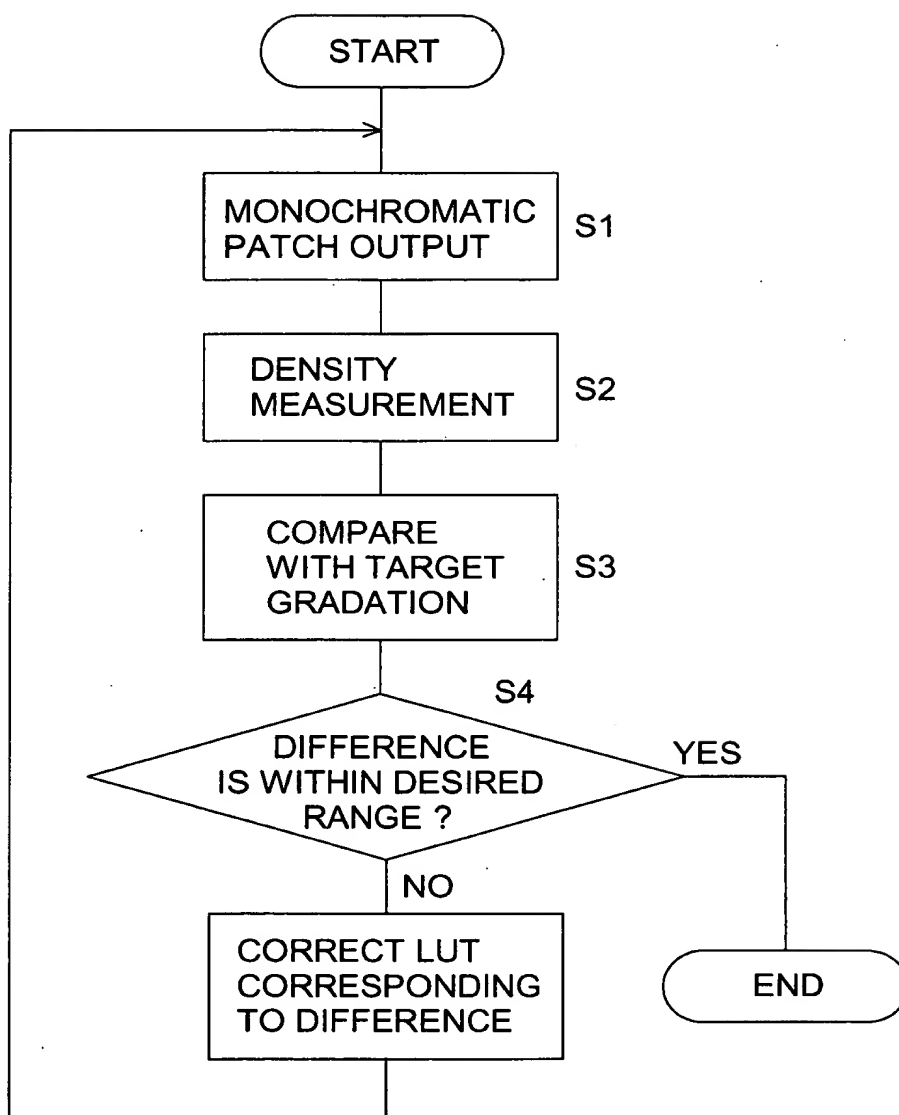 START
MONOCHROMATIC
PATCH OUTPUT
S1
DENSITY
MEASUREMENT
S2
COMPARE
WITH TARGET
GRADATION
S3
S4
DIFFERENCE
IS WITHIN DESIRED
RANGE ?
YES
NO
CORRECT LUT
CORRESPONDING
TO DIFFERENCE
END